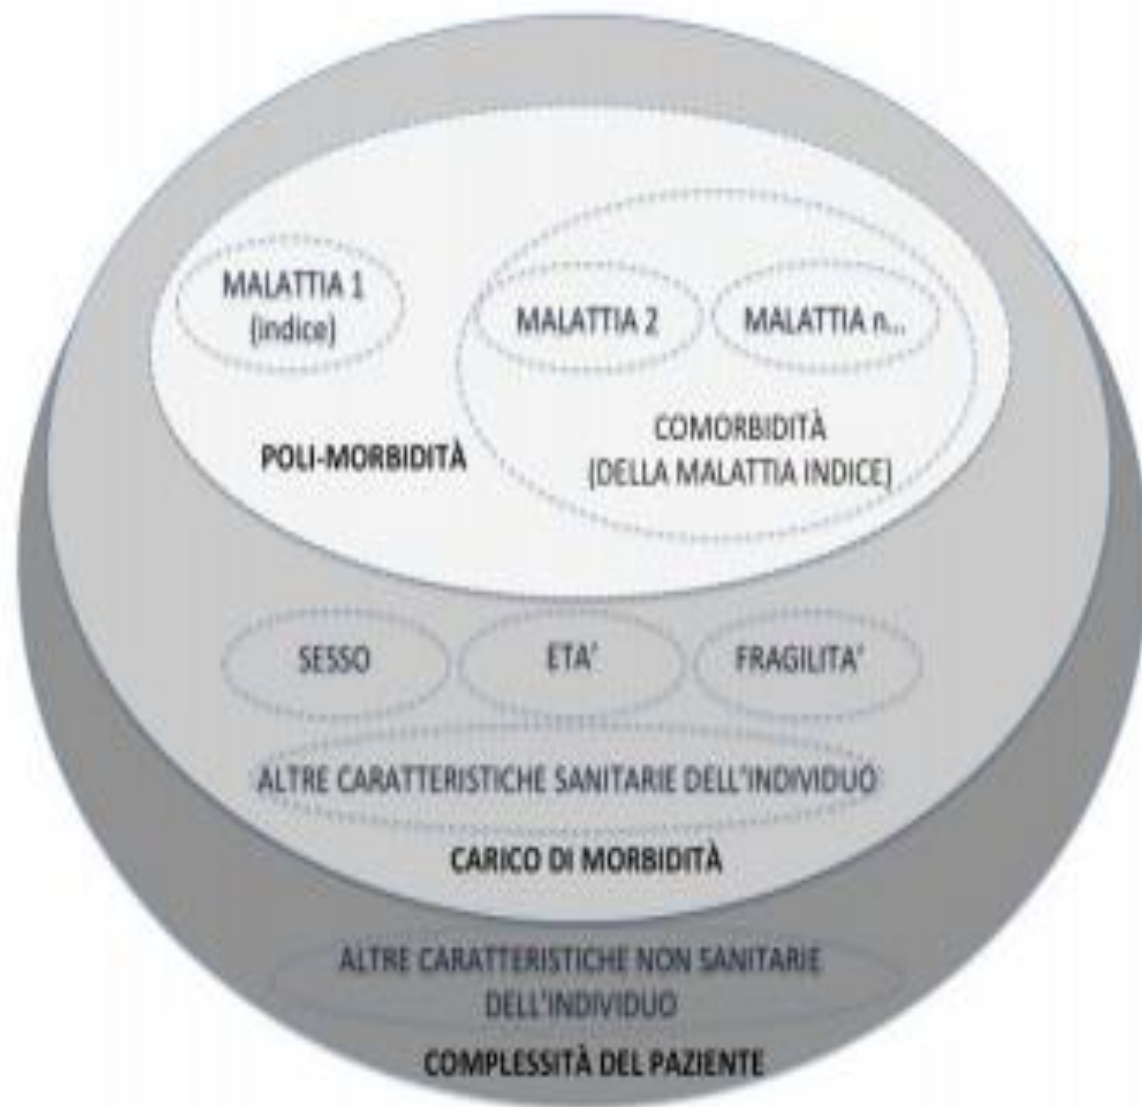 MALATTIA 1
(indice)
MALATTIA 2
MALATTIA n...
POLI-MORBIDITÀ
COMORBIDITÀ
(DELLA MALATTIA INDICE)
SESSO
ETA'
FRAGILITA'
ALTRE CARATTERISTICHE SANITARIE DELL'INDIVIDUO
CARICO DI MORBIDITÀ
ALTRE CARATTERISTICHE NON SANITARIE
DELL'INDIVIDUO
COMPLESSITÀ DEL PAZIENTE